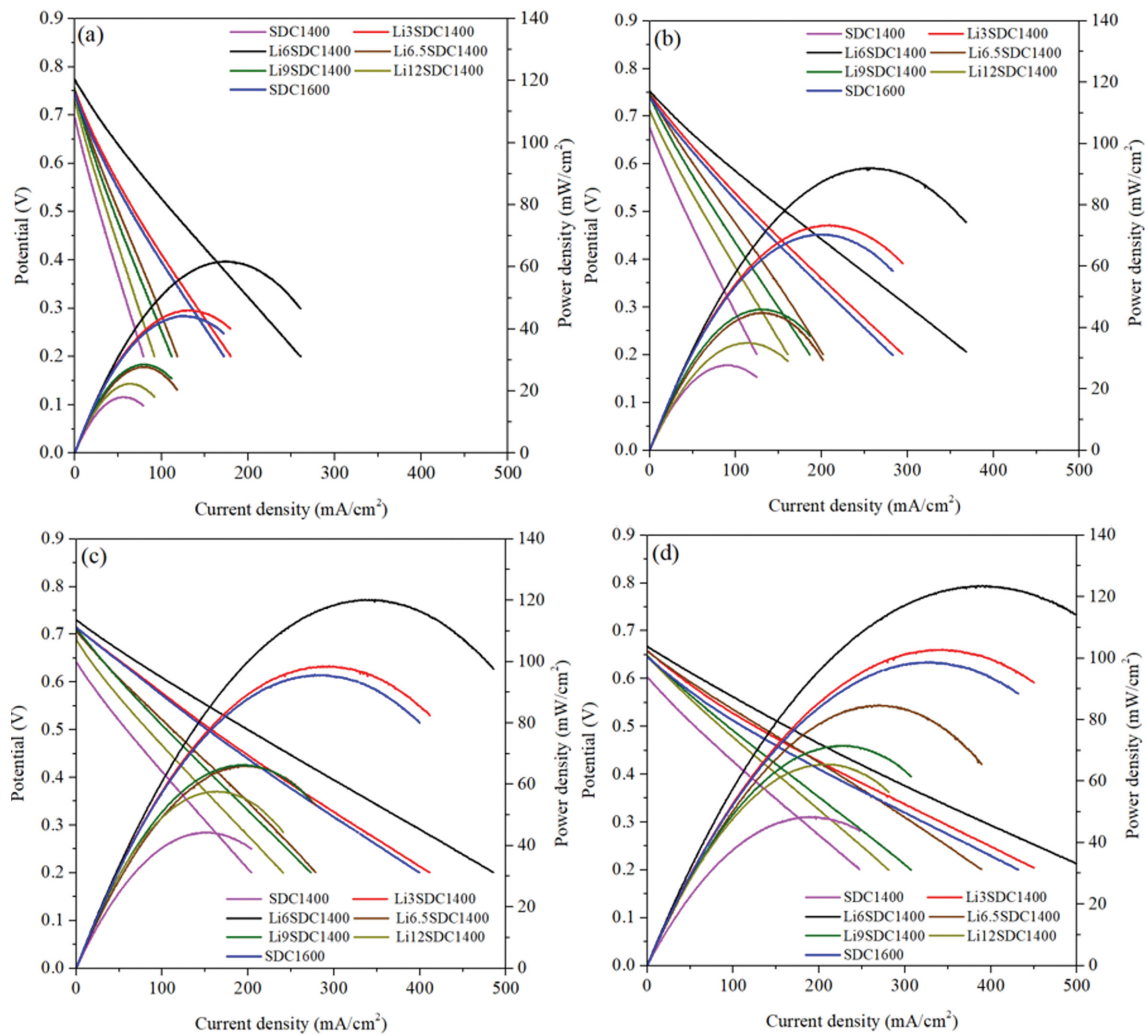 (a)
SDC1400 Li3SDC1400
Li6SDC1400 Li6.5SDC1400
Li9SDC1400 Li12SDC1400
SDC1600
0.9
0.8
0.7
0.6
0.5
0.4
0.3
0.2
0.1
0.0
Potential (V)
140
120
100
80
60
40
20
0
Power density (mW/cm²)
0 100 200 300 400 500
Current density (mA/cm²)
(b)
SDC1400 Li3SDC1400
Li6SDC1400 Li6.5SDC1400
Li9SDC1400 Li12SDC1400
SDC1600
0.9
0.8
0.7
0.6
0.5
0.4
0.3
0.2
0.1
0.0
Potential (V)
140
120
100
80
60
40
20
0
Power density (mW/cm²)
0 100 200 300 400 500
Current density (mA/cm²)
(c)
0.9
0.8
0.7
0.6
0.5
0.4
0.3
0.2
0.1
0.0
Potential (V)
140
120
100
80
60
40
20
0
Power density (mW/cm²)
SDC1400 Li3SDC1400
Li6SDC1400 Li6.5SDC1400
Li9SDC1400 Li12SDC1400
SDC1600
0 100 200 300 400 500
Current density (mA/cm²)
(d)
0.9
0.8
0.7
0.6
0.5
0.4
0.3
0.2
0.1
0.0
Potential (V)
140
120
100
80
60
40
20
0
Power density (mW/cm²)
SDC1400 Li3SDC1400
Li6SDC1400 Li6.5SDC1400
Li9SDC1400 Li12SDC1400
SDC1600
0 100 200 300 400 500
Current density (mA/cm²)